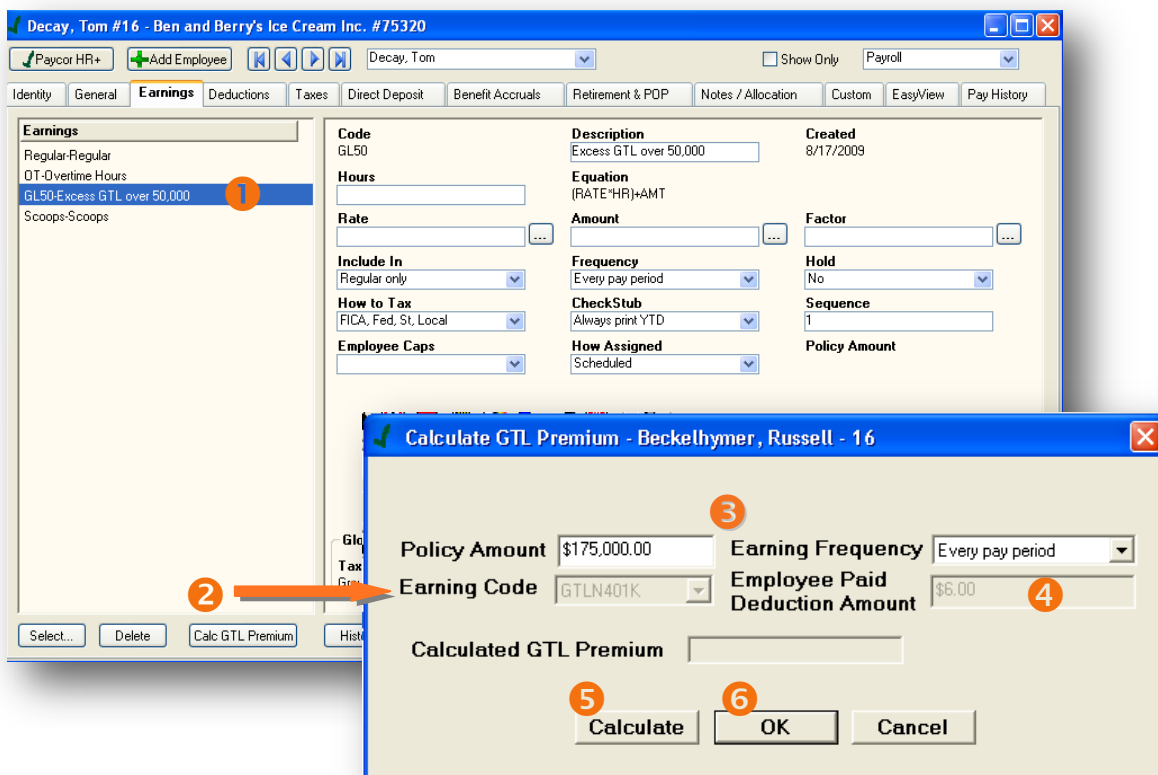 Decay, Tom #16 - Ben and Berry's Ice Cream Inc. #75320
Paycor HR+ Add Employee Decay, Tom Show Only Payroll
Identity General Earnings Deductions Taxes Direct Deposit Benefit Accruals Retirement & POP Notes / Allocation Custom EasyView Pay History
Earnings
Regular-Regular
OT-Overtime Hours
GL50-Excess GTL over 50,000 1
Scoops-Scoops
Code Description Created
GL50 Excess GTL over 50,000 8/17/2009
Hours Equation
(RATE*HR)+AMT
Rate Amount Factor
... ... ...
Include In Frequency Hold
Regular only Every pay period No
How to Tax CheckStub Sequence
FICA, Fed, St, Local Always print YTD 1
Employee Caps How Assigned Policy Amount
Scheduled
Tax
2
Select... Delete Calc GTL Premium
Calculate GTL Premium - Beckelhymer, Russell - 16
3
Policy Amount $175,000.00 Earning Frequency Every pay period
Earning Code GTLN401K Employee Paid
Deduction Amount $6.00 4
Calculated GTL Premium
5 6
Calculate OK Cancel